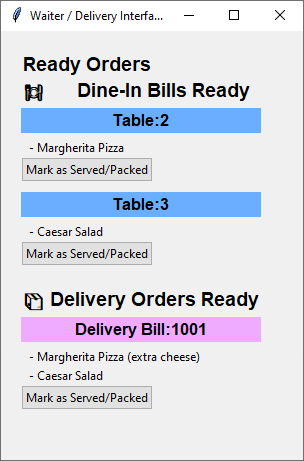 Waiter / Delivery Interfa...
Ready Orders
Dine-In Bills Ready
Table:2
- Margherita Pizza
Mark as Served/Packed
Table:3
- Caesar Salad
Mark as Served/Packed
Delivery Orders Ready
Delivery Bill:1001
- Margherita Pizza (extra cheese)
- Caesar Salad
Mark as Served/Packed